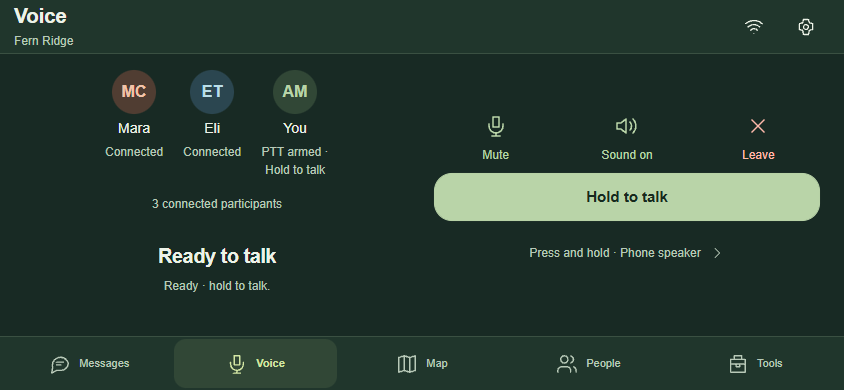 Voice
Fern Ridge
MC
ET
AM
Mara
Eli
You
Connected
Connected
PTT armed ·
Hold to talk
3 connected participants
Ready to talk
Ready · hold to talk.
Mute
Sound on
Leave
Hold to talk
Press and hold · Phone speaker
Messages
Voice
Map
People
Tools